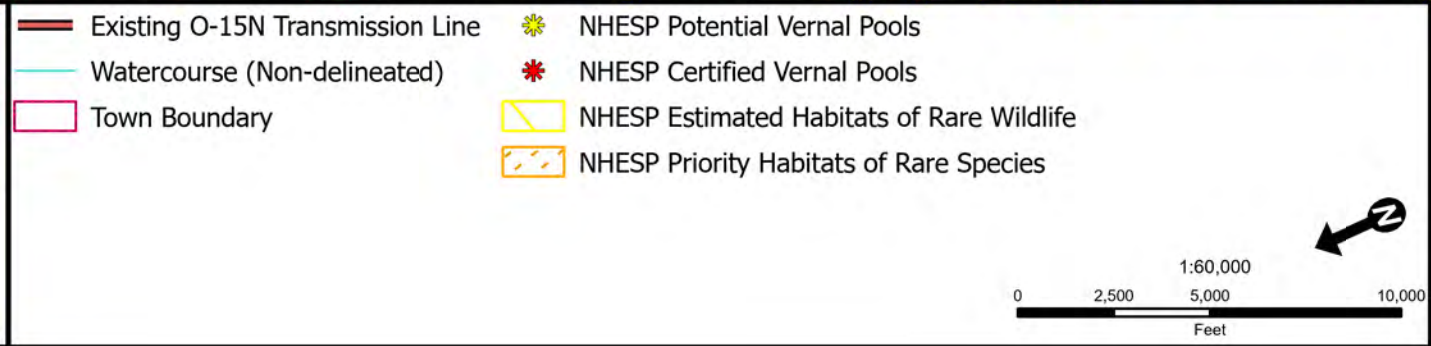 Existing O-15N Transmission Line
Watercourse (Non-delineated)
Town Boundary
NHESP Potential Vernal Pools
NHESP Certified Vernal Pools
NHESP Estimated Habitats of Rare Wildlife
NHESP Priority Habitats of Rare Species
N
1:60,000
0 2,500 5,000 10,000
Feet